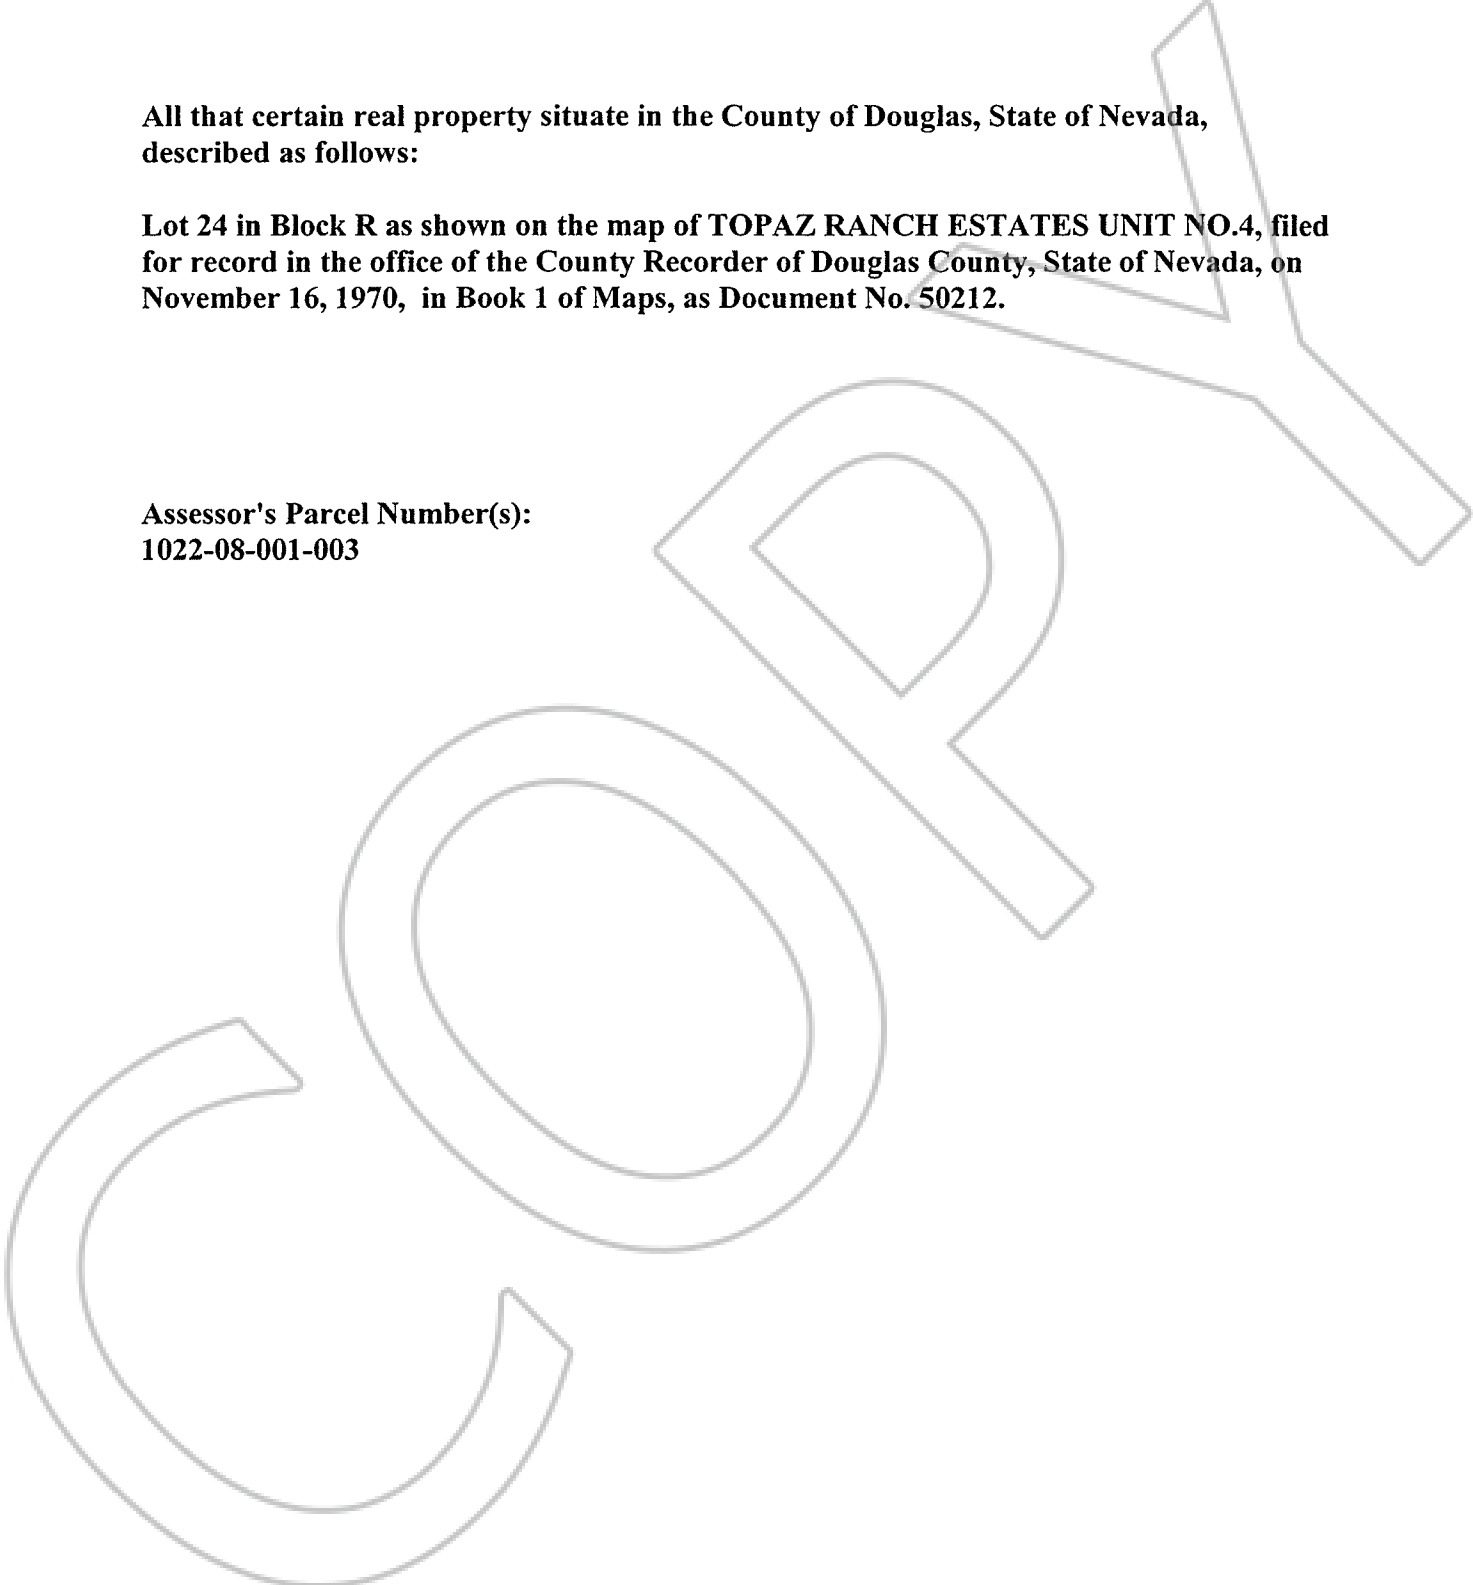 All that certain real property situate in the County of Douglas, State of Nevada,
described as follows:
Lot 24 in Block R as shown on the map of TOPAZ RANCH ESTATES UNIT NO.4, filed
for record in the office of the County Recorder of Douglas County, State of Nevada, on
November 16, 1970,  in Book 1 of Maps, as Document No. 50212.
Assessor's Parcel Number(s):
1022-08-001-003
COPY